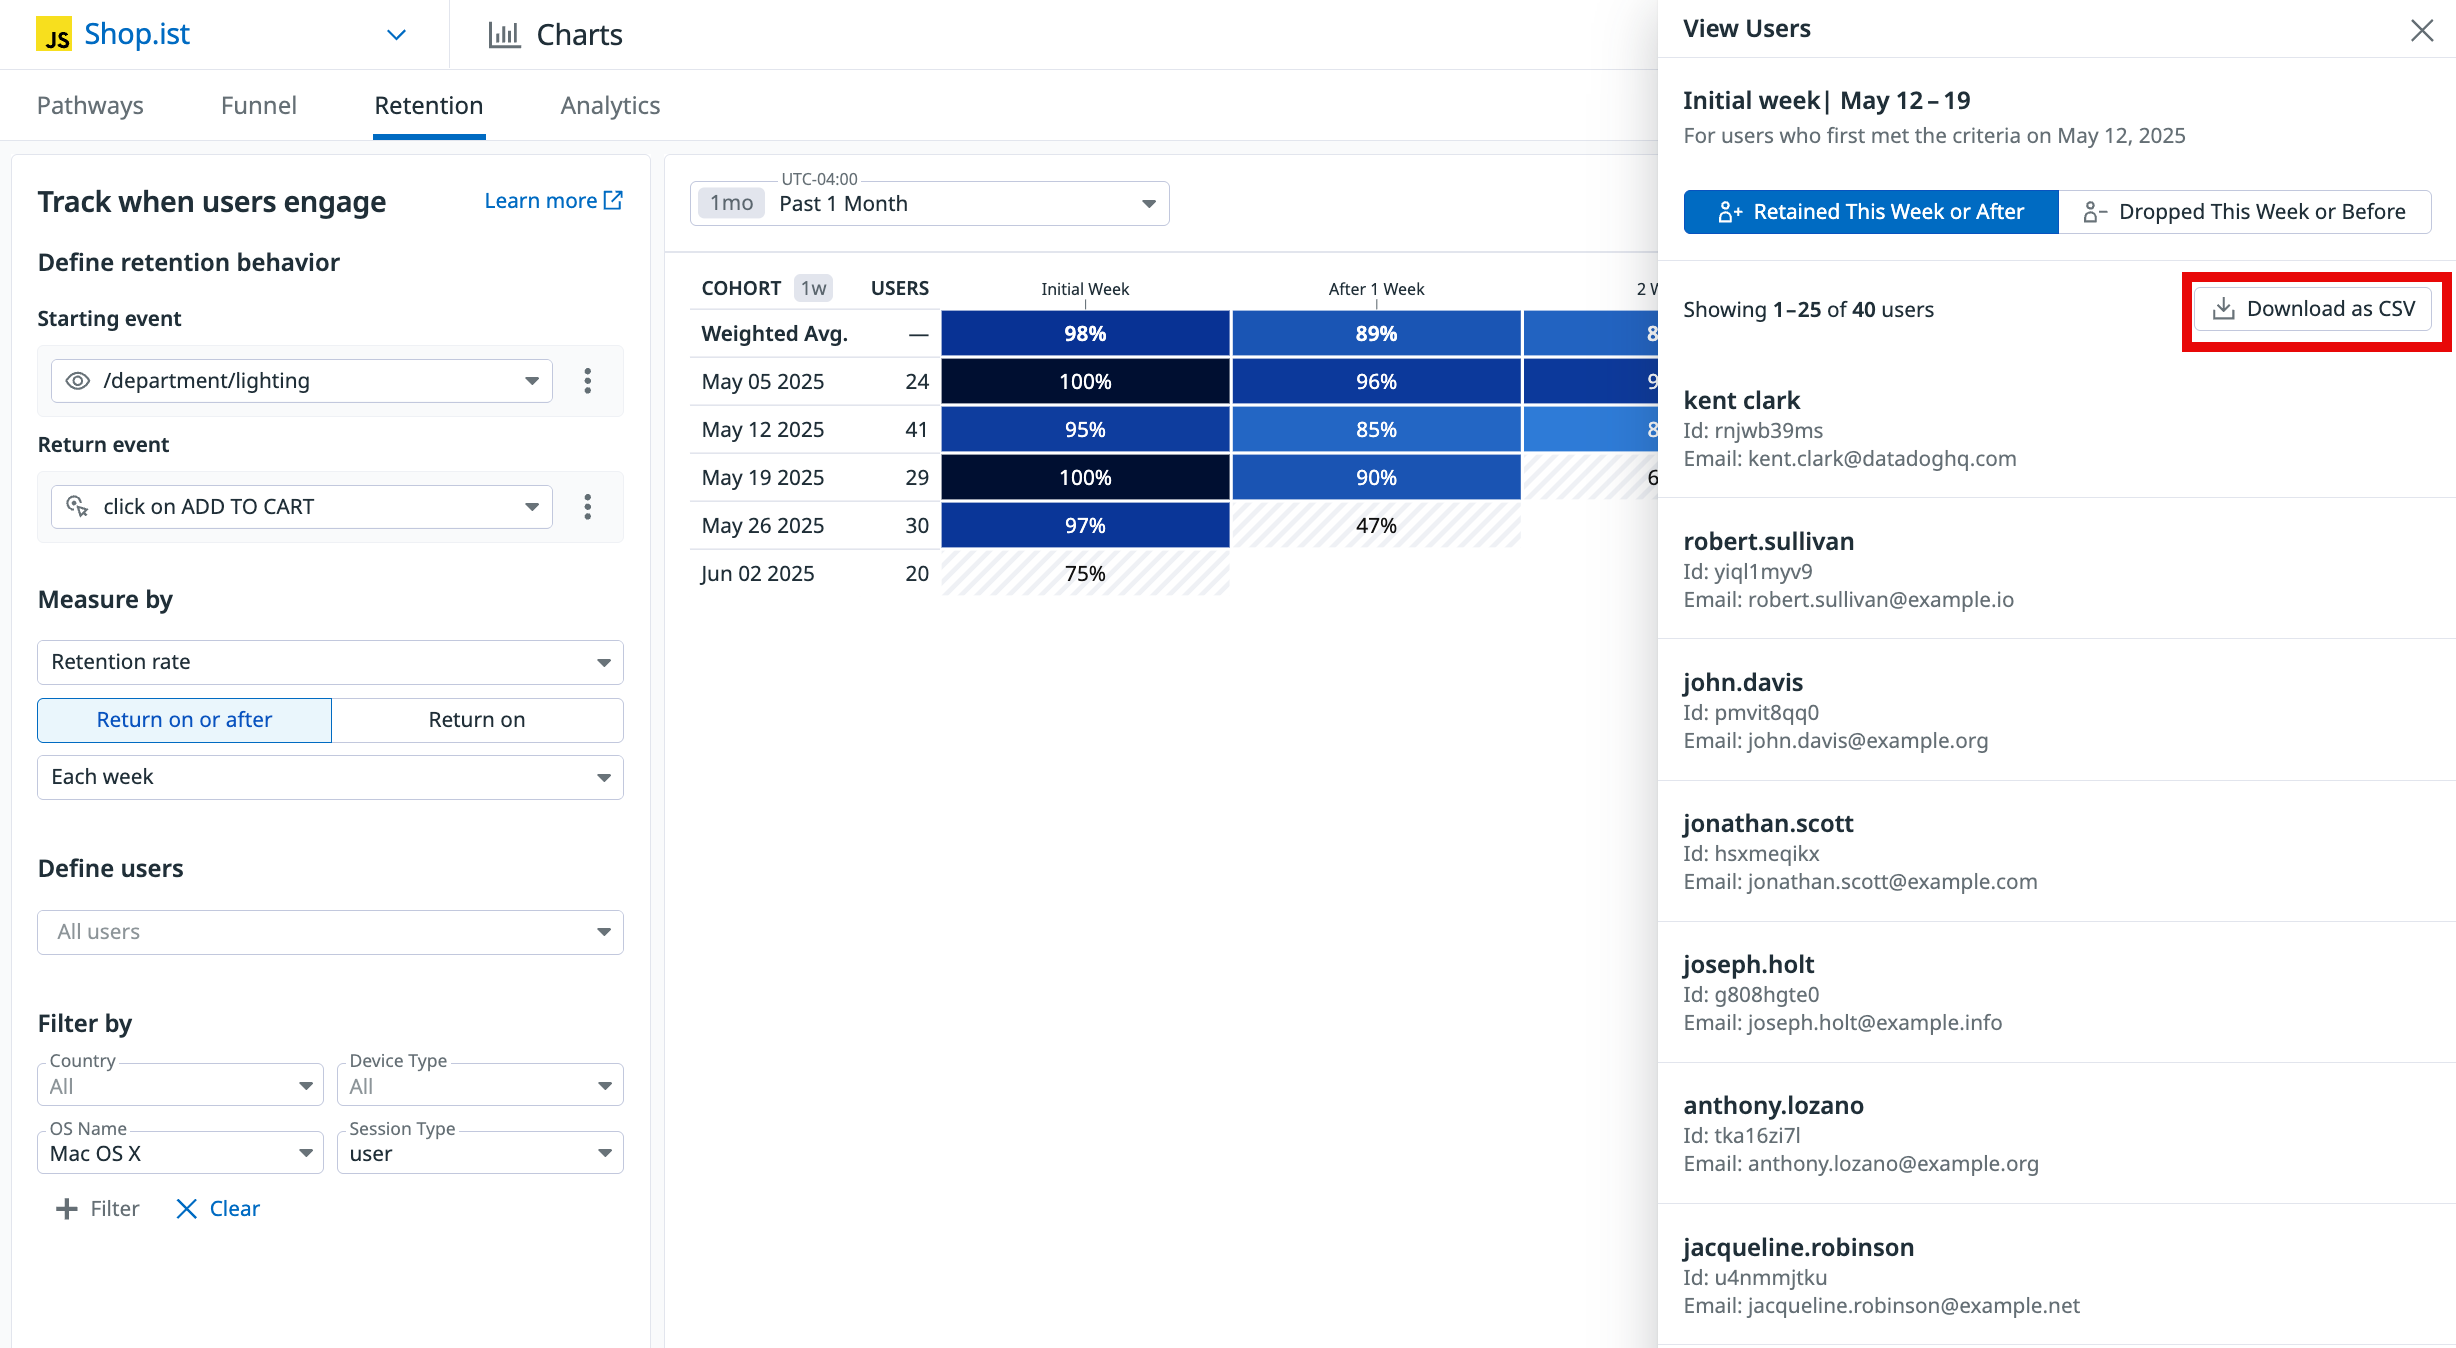 JS Shop.ist
Charts
Pathways Funnel Retention Analytics
Track when users engage
Learn more
Define retention behavior
Starting event
/department/lighting
Return event
click on ADD TO CART
Measure by
Retention rate
Return on or after Return on
Each week
Define users
All users
Filter by
Country
All
Device Type
All
OS Name
Mac OS X
Session Type
user
Filter Clear
UTC-04:00
1mo Past 1 Month
COHORT 1w USERS Initial Week After 1 Week 2 W
Weighted Avg. — 98% 89% 8
May 05 2025 24 100% 96% 9
May 12 2025 41 95% 85% 8
May 19 2025 29 100% 90% 6
May 26 2025 30 97% 47%
Jun 02 2025 20 75%
View Users
Initial week| May 12 – 19
For users who first met the criteria on May 12, 2025
Retained This Week or After Dropped This Week or Before
Showing 1–25 of 40 users
Download as CSV
kent clark
Id: rnjwb39ms
Email: kent.clark@datadoghq.com
robert.sullivan
Id: yiql1myv9
Email: robert.sullivan@example.io
john.davis
Id: pmvit8qq0
Email: john.davis@example.org
jonathan.scott
Id: hsxmeqikx
Email: jonathan.scott@example.com
joseph.holt
Id: g808hgte0
Email: joseph.holt@example.info
anthony.lozano
Id: tka16zi7l
Email: anthony.lozano@example.org
jacqueline.robinson
Id: u4nmmjtku
Email: jacqueline.robinson@example.net